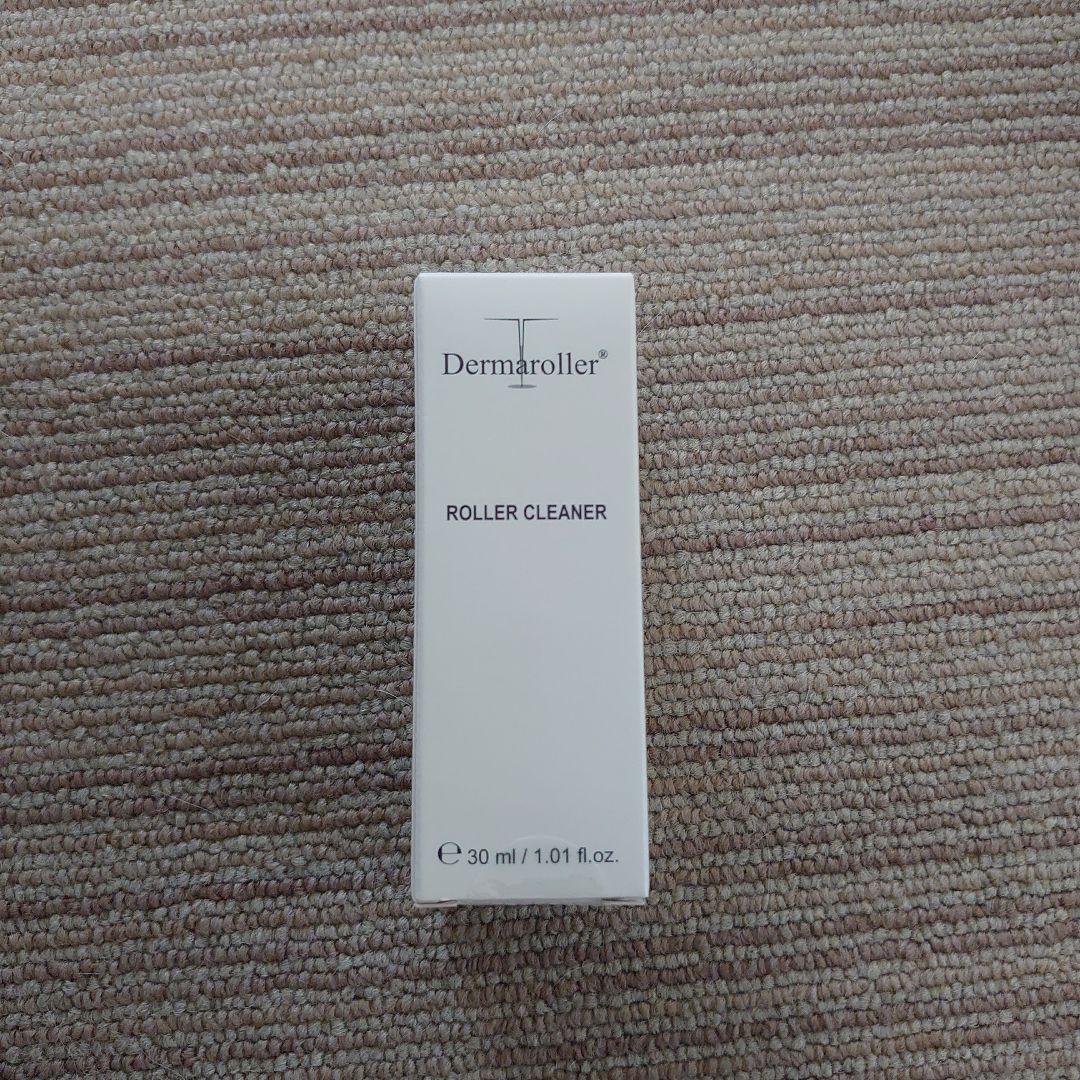 Dermaroller®
ROLLER CLEANER
℮ 30 ml / 1.01 fl.oz.